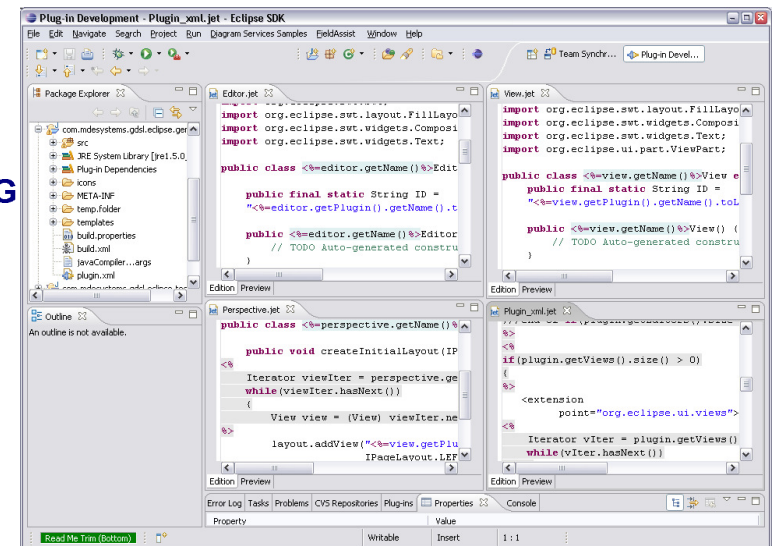 Plug-in Development - Plugin_xml.jet - Eclipse SDK
File Edit Navigate Search Project Run Diagram Services Samples FieldAssist Window Help
Team Synchr... Plug-in Devel...
G
Package Explorer
com.mdesystems.gdsl.eclipse.ger
src
JRE System Library [jre1.5.0_
Plug-in Dependencies
icons
META-INF
temp.folder
templates
build.properties
build.xml
javaCompiler...args
plugin.xml
Outline
An outline is not available.
Editor.jet
import org.eclipse.swt.layout.FillLayo
import org.eclipse.swt.widgets.Composi
import org.eclipse.swt.widgets.Text;
public class <%=editor.getName()%>Edit
public final static String ID =
"<%=editor.getPlugin().getName().t
public <%=editor.getName()%>Editor
// TODO Auto-generated constru
}
Edition Preview
View.jet
import org.eclipse.swt.layout.FillLayo
import org.eclipse.swt.widgets.Composi
import org.eclipse.swt.widgets.Text;
import org.eclipse.ui.part.ViewPart;
public class <%=view.getName()%>View e
public final static String ID =
"<%=view.getPlugin().getName().toL
public <%=view.getName()%>View() {
// TODO Auto-generated constru
}
Edition Preview
Perspective.jet
public class <%=perspective.getName()%
public void createInitialLayout(IP
<%
Iterator viewIter = perspective.ge
while(viewIter.hasNext())
{
View view = (View) viewIter.ne
%>
layout.addView("<%=view.getPlu
IPageLayout.LEF
Edition Preview
Plugin_xml.jet
%>
<%
if(plugin.getViews().size() > 0)
{
%>
<extension
point="org.eclipse.ui.views">
<%
Iterator vIter = plugin.getViews()
while(vIter.hasNext())
Edition Preview
Error Log Tasks Problems CVS Repositories Plug-ins Properties Console
Property Value
Read Me Trim (Bottom) Writable Insert 1 : 1